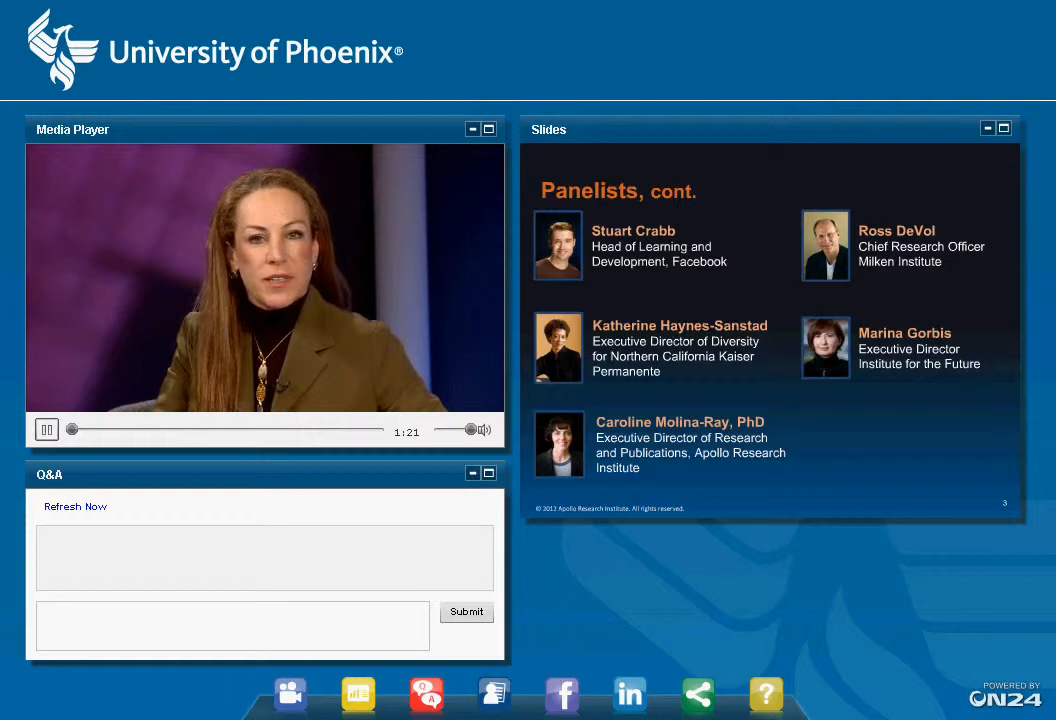 University of Phoenix®
Media Player
1:21
Q&A
Refresh Now
Submit
Slides
Panelists, cont.
Stuart Crabb
Head of Learning and
Development, Facebook
Ross DeVol
Chief Research Officer
Milken Institute
Katherine Haynes-Sanstad
Executive Director of Diversity
for Northern California Kaiser
Permanente
Marina Gorbis
Executive Director
Institute for the Future
Caroline Molina-Ray, PhD
Executive Director of Research
and Publications, Apollo Research
Institute
© 2012 Apollo Research Institute. All rights reserved.
3
Q
A
f
in
?
POWERED BY
ON24